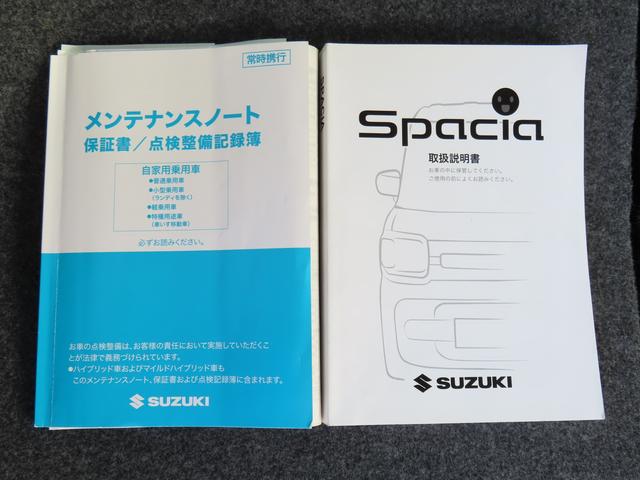 常時携行
メンテナンスノート
保証書／点検整備記録簿
自家用乗用車
●普通乗用車
●小型乗用車
（ランディを除く）
●軽乗用車
●特種用途車
（車いす移動車）
必ずお読みください。
お車の点検整備は、お客様の責任において実施していただくこ
とが法律で義務づけられています。
●ハイブリッド車およびマイルドハイブリッド車も
このメンテナンスノート、保証書および点検記録簿に含まれます。
SUZUKI
SPACIA
Spacia
取扱説明書
お車の中に保管してください。
ご使用の前によくお読みください。
SUZUKI